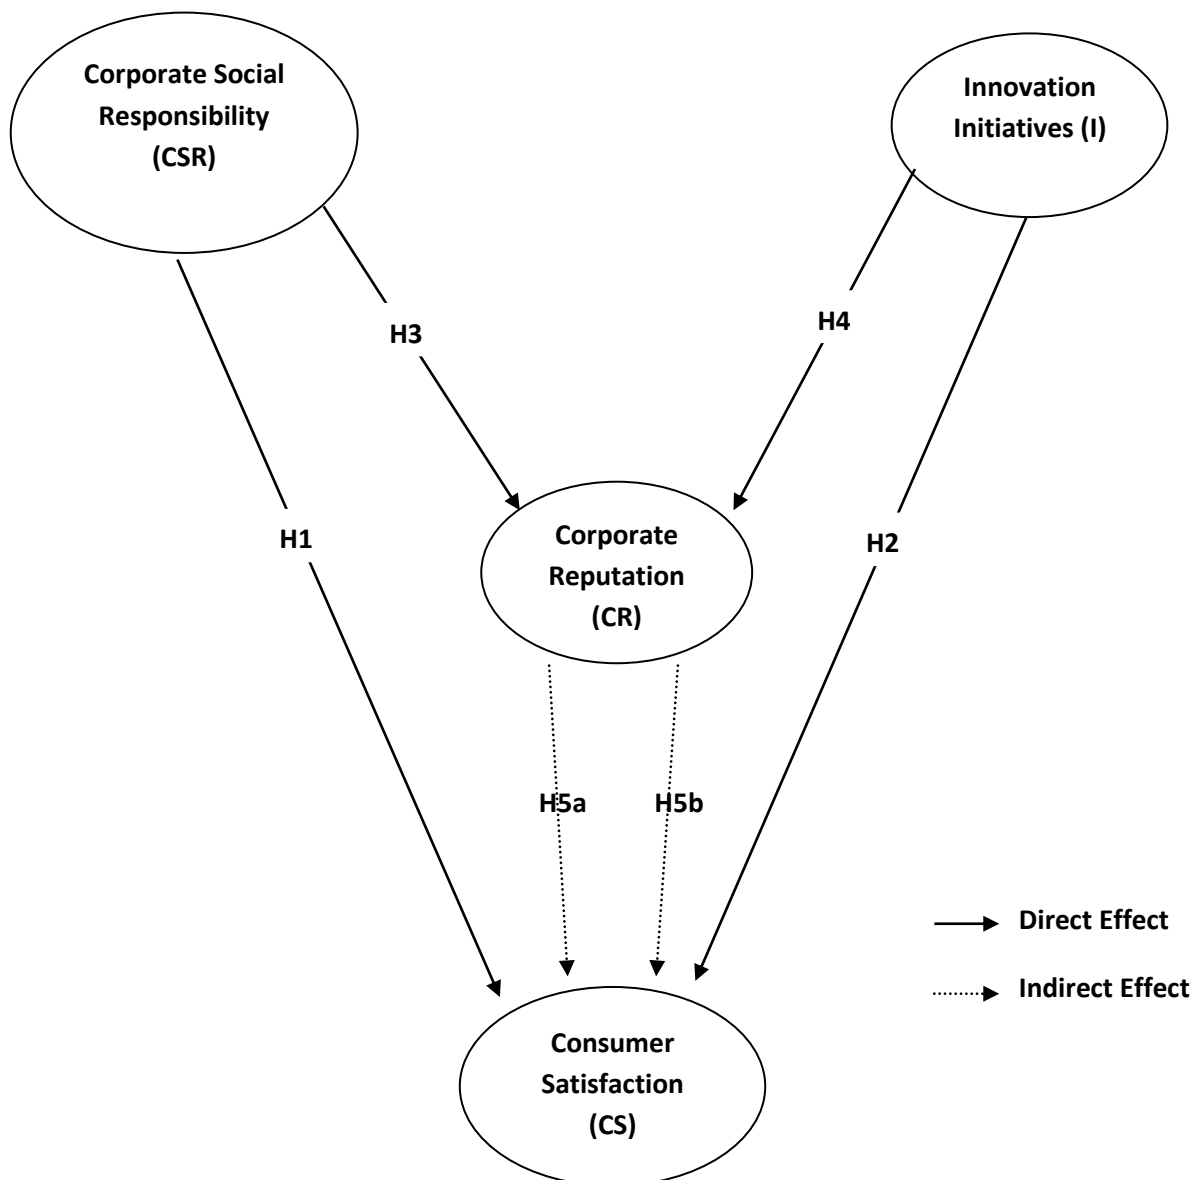 Corporate Social
Responsibility
(CSR)
Innovation
Initiatives (I)
H3
H4
H1
H2
Corporate
Reputation
(CR)
H5a
H5b
Direct Effect
Indirect Effect
Consumer
Satisfaction
(CS)